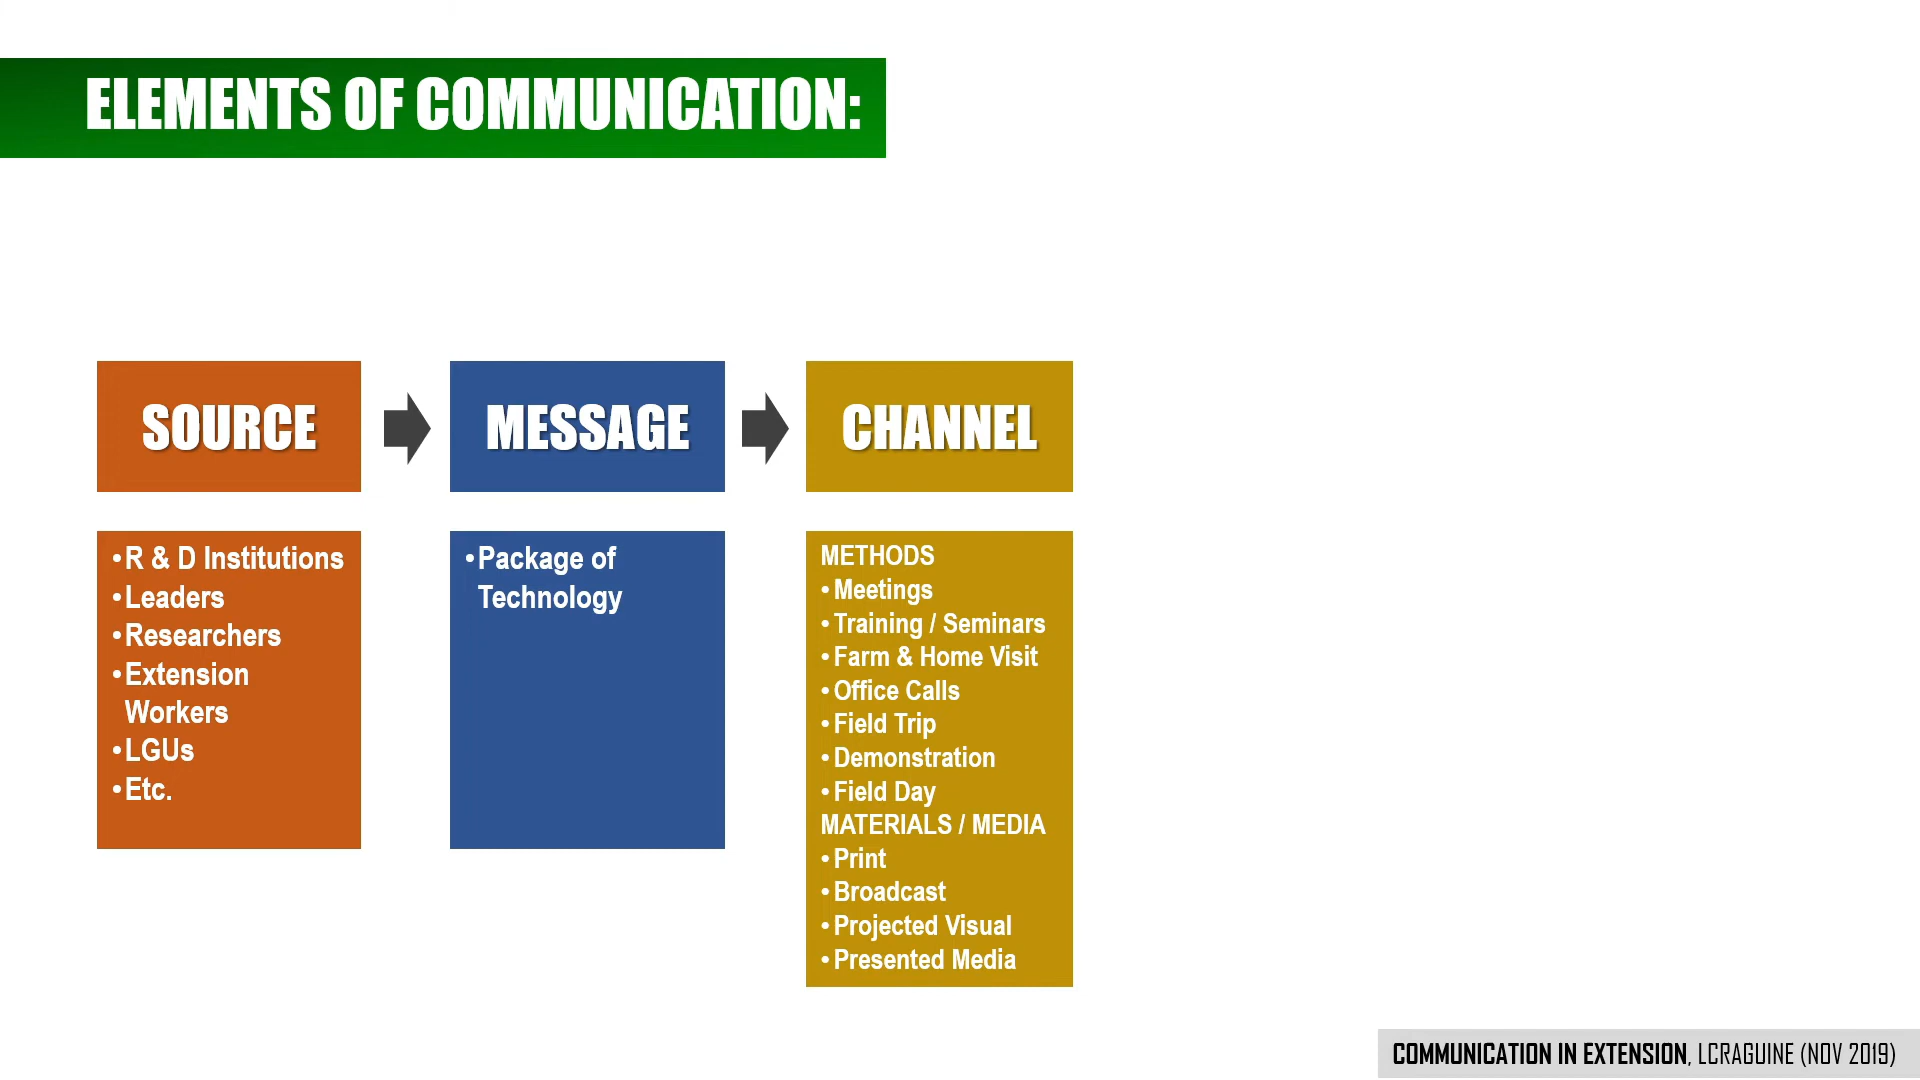 ELEMENTS OF COMMUNICATION:
SOURCE
MESSAGE
CHANNEL
•R & D Institutions
•Leaders
•Researchers
•Extension
Workers
•LGUs
•Etc.
•Package of
Technology
METHODS
•Meetings
•Training / Seminars
•Farm & Home Visit
•Office Calls
•Field Trip
•Demonstration
•Field Day
MATERIALS / MEDIA
•Print
•Broadcast
•Projected Visual
•Presented Media
COMMUNICATION IN EXTENSION, LCRAGUINE (NOV 2019)